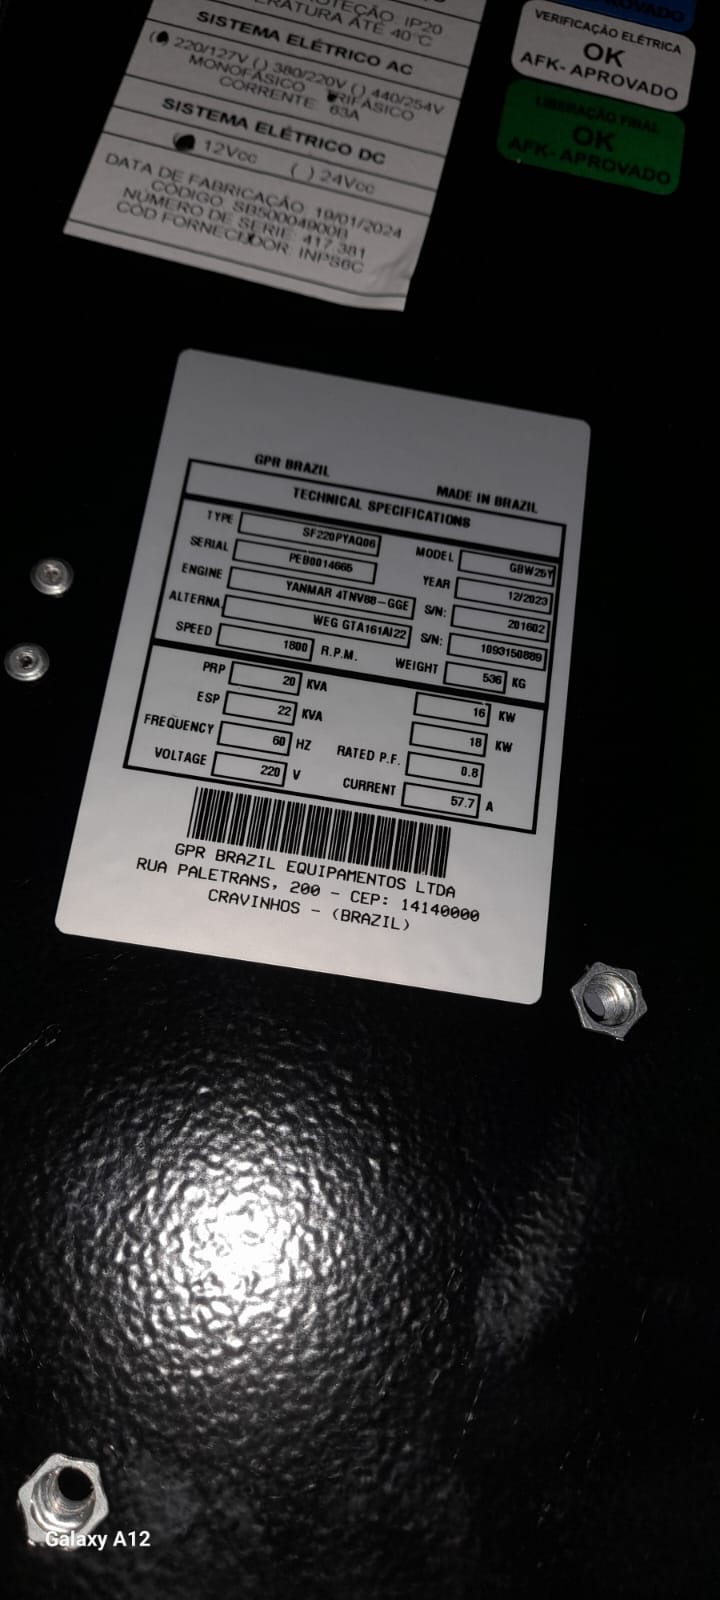 PROTEÇÃO IP20
TEMPERATURA ATÉ 40°C
SISTEMA ELÉTRICO AC
( ) 220/127V ( ) 380/220V ( ) 440/254V
MONOFÁSICO TRIFÁSICO
CORRENTE: 63A
SISTEMA ELÉTRICO DC
12Vcc ( ) 24Vcc
DATA DE FABRICAÇÃO: 19/01/2024
CÓDIGO: SB50004900B
NÚMERO DE SERIE: 417.381
COD FORNECEDOR: INPS6C
APROVADO
VERIFICAÇÃO ELÉTRICA
OK
AFK- APROVADO
LIBERAÇÃO FINAL
OK
AFK- APROVADO
GPR BRAZIL MADE IN BRAZIL
TECHNICAL SPECIFICATIONS
TYPE SF220PYAQ06 MODEL GBW25Y
SERIAL PEB0014665 YEAR 12/2023
ENGINE YANMAR 4TNV88-GGE S/N: 201602
ALTERNA. WEG GTA161AI22 S/N: 1093150889
SPEED 1800 R.P.M. WEIGHT 536 KG
PRP 20 KVA 16 KW
ESP 22 KVA 18 KW
FREQUENCY 60 HZ RATED P.F. 0.8
VOLTAGE 220 V CURRENT 57.7 A
GPR BRAZIL EQUIPAMENTOS LTDA
RUA PALETRANS, 200 - CEP: 14140000
CRAVINHOS - (BRAZIL)
Galaxy A12